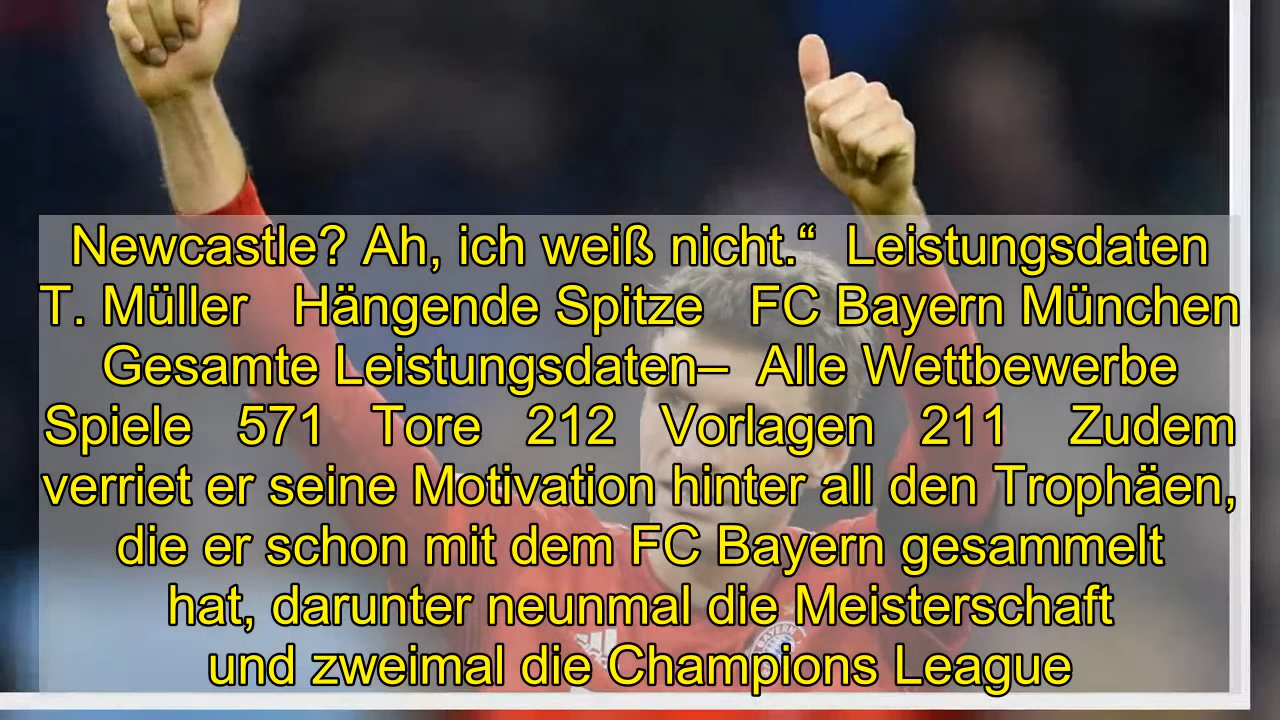 Newcastle? Ah, ich weiß nicht.“ Leistungsdaten
T. Müller Hängende Spitze FC Bayern München
Gesamte Leistungsdaten– Alle Wettbewerbe
Spiele 571 Tore 212 Vorlagen 211 Zudem
verriet er seine Motivation hinter all den Trophäen,
die er schon mit dem FC Bayern gesammelt
hat, darunter neunmal die Meisterschaft
und zweimal die Champions League
BAYERN